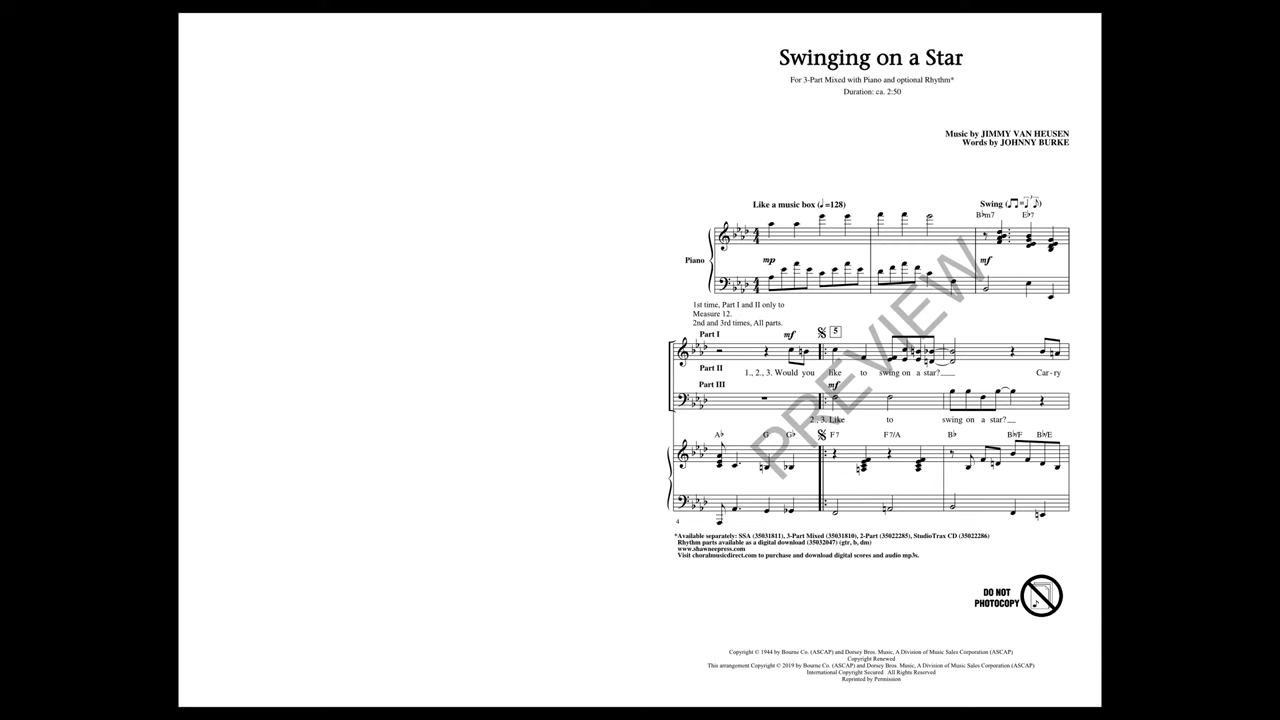 Swinging on a Star
For 3-Part Mixed with Piano and optional Rhythm*
Duration: ca. 2:50
Music by JIMMY VAN HEUSEN
Words by JOHNNY BURKE
Like a music box (♩=128)
Swing (♫=♩♪)
3
B♭m7 E♭7
Piano
mp
mf
1st time, Part I and II only to
Measure 12.
2nd and 3rd times, All parts.
Part I
mf
5
Part II
1., 2., 3. Would you like to swing on a star? Car-ry
Part III
mf
2., 3. Like to swing on a star?
A♭ G G♭ F7 F7/A B♭ B♭/F B♭/E
4
PREVIEW
*Available separately: SSA (35031811), 3-Part Mixed (35031810), 2-Part (35022285), StudioTrax CD (35022286)
Rhythm parts available as a digital download (35032047) (gtr, b, dm)
www.shawneepress.com
Visit choralmusicdirect.com to purchase and download digital scores and audio mp3s.
DO NOT
PHOTOCOPY
Copyright © 1944 by Bourne Co. (ASCAP) and Dorsey Bros. Music, A Division of Music Sales Corporation (ASCAP)
Copyright Renewed
This arrangement Copyright © 2019 by Bourne Co. (ASCAP) and Dorsey Bros. Music, A Division of Music Sales Corporation (ASCAP)
International Copyright Secured All Rights Reserved
Reprinted by Permission